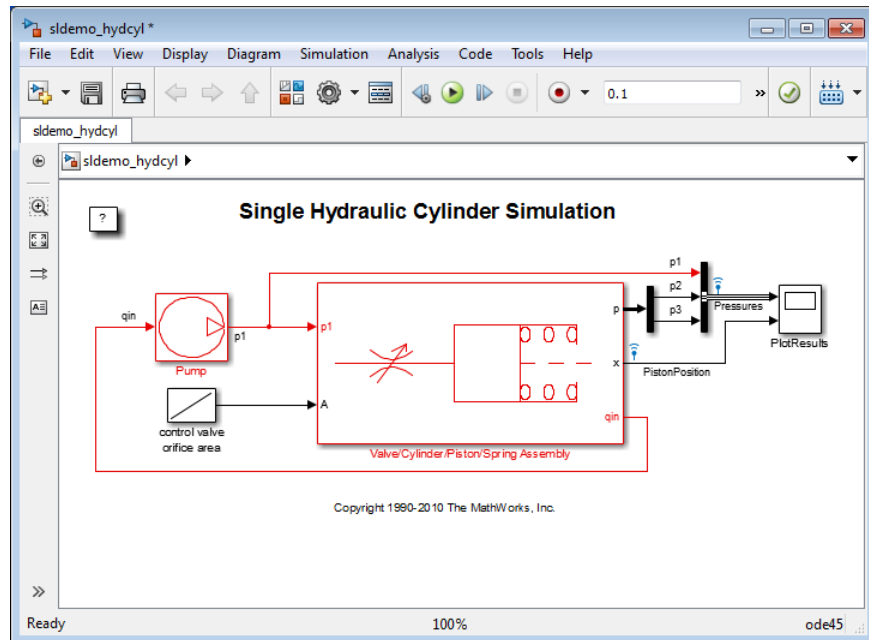 sldemo_hydcyl *
File Edit View Display Diagram Simulation Analysis Code Tools Help
0.1 »
sldemo_hydcyl
sldemo_hydcyl
?
Single Hydraulic Cylinder Simulation
p1
p2
Pressures
p3
PlotResults
qin
p1
Pump
p1
p
x
PistonPosition
A
qin
control valve
orifice area
Valve/Cylinder/Piston/Spring Assembly
Copyright 1990-2010 The MathWorks, Inc.
»
Ready 100% ode45